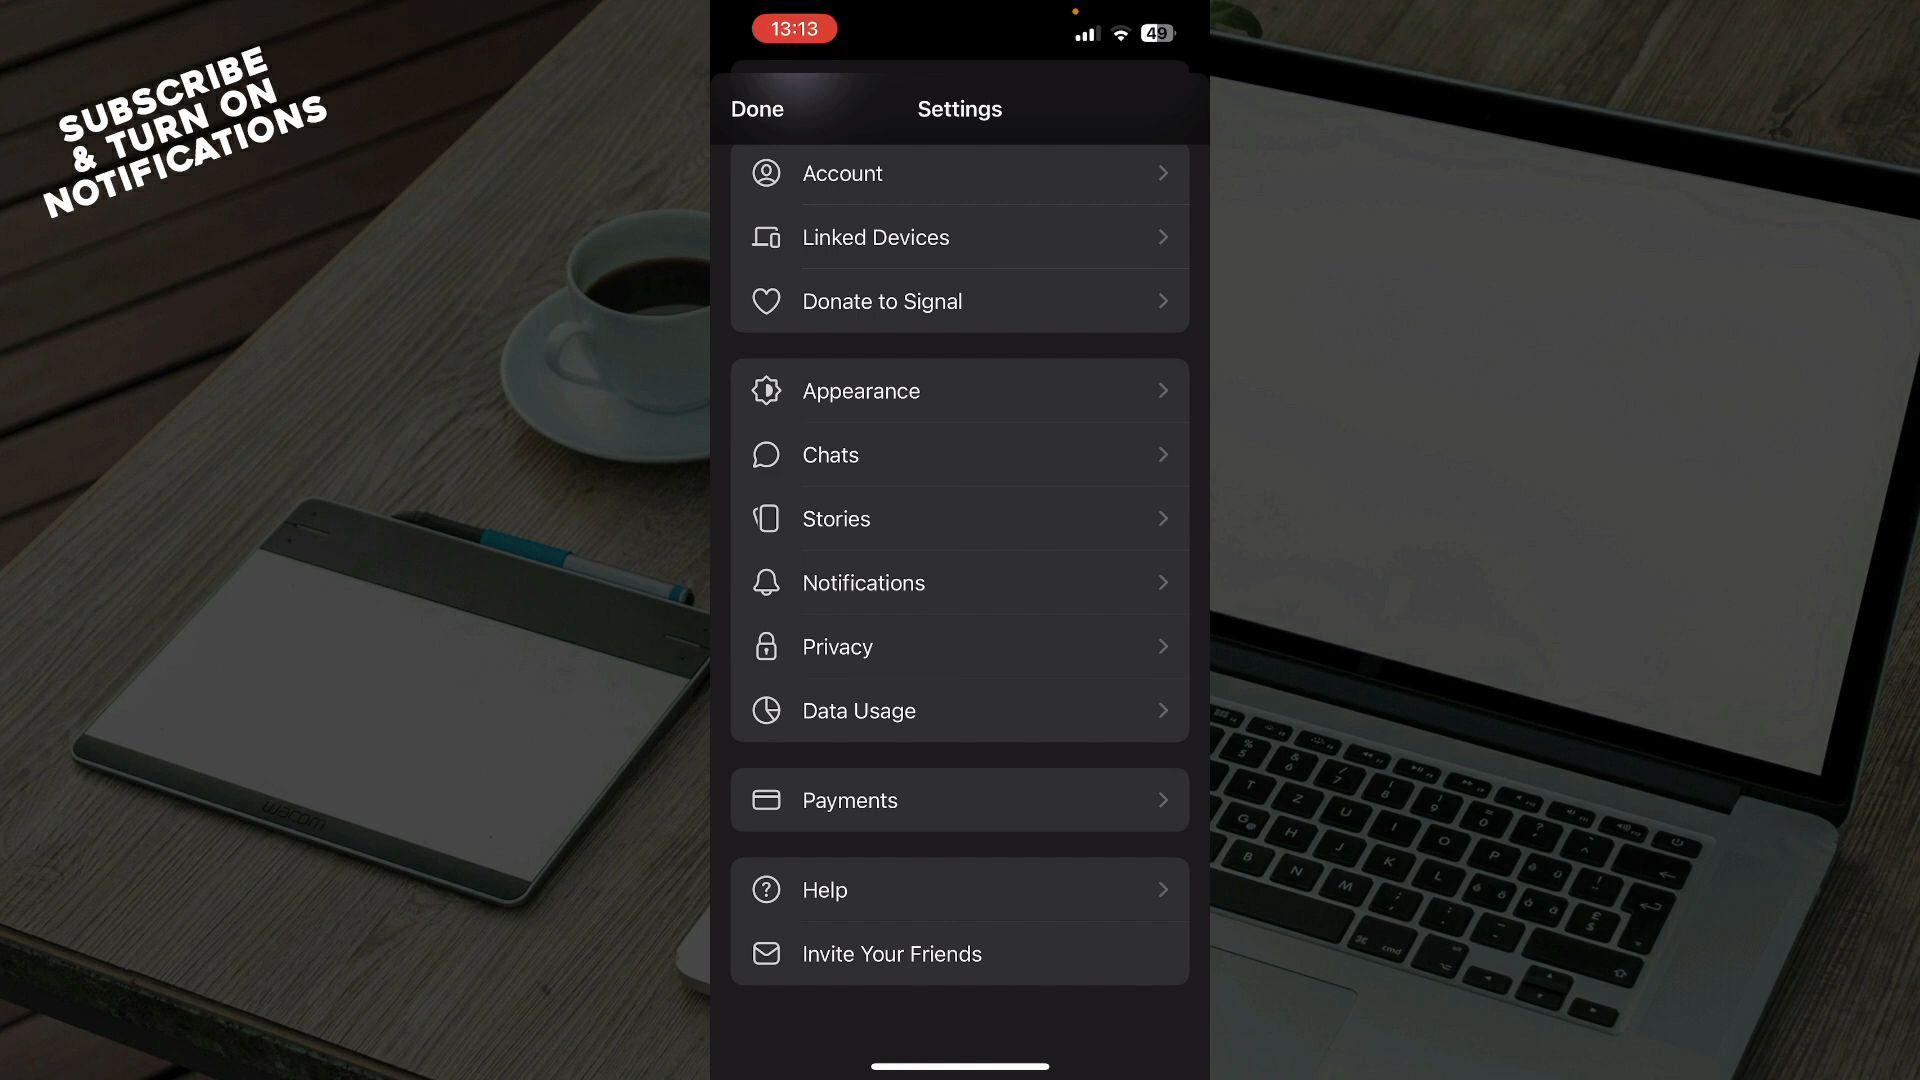 SUBSCRIBE
& TURN ON
NOTIFICATIONS
13:13
49
Done
Settings
Account
Linked Devices
Donate to Signal
Appearance
Chats
Stories
Notifications
Privacy
Data Usage
Payments
Help
Invite Your Friends
wacom